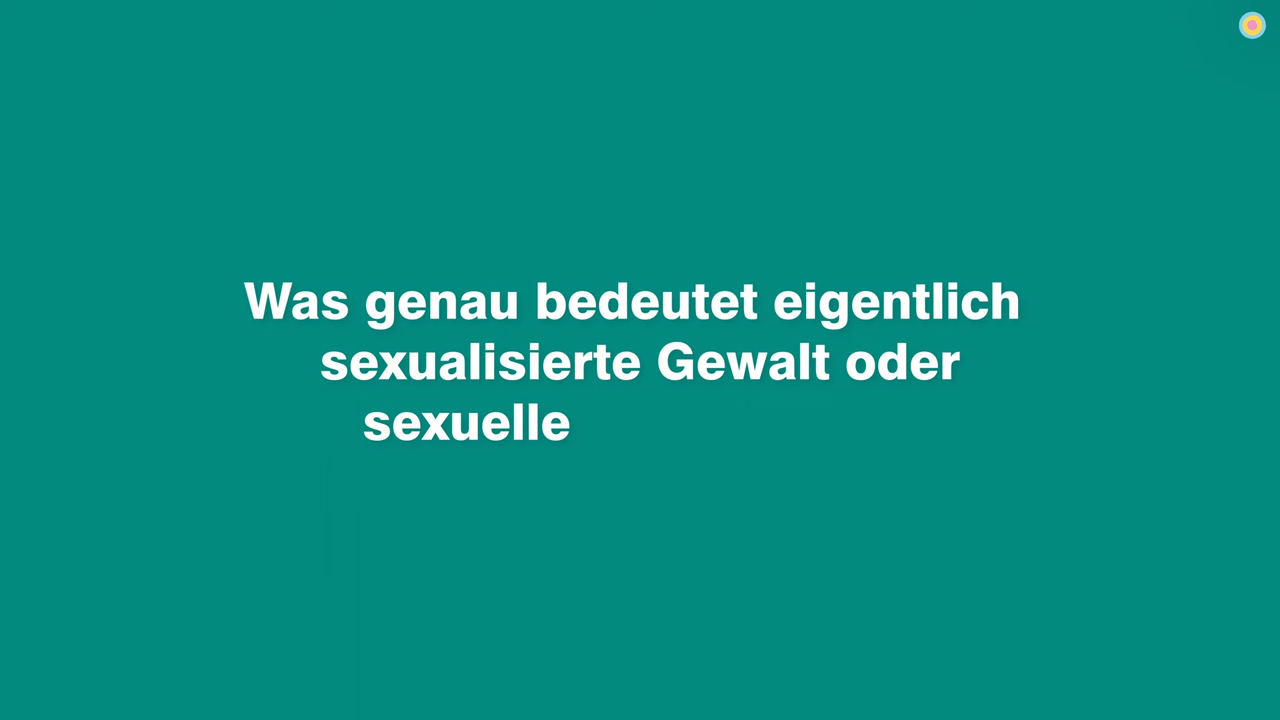 Was genau bedeutet eigentlich
sexualisierte Gewalt oder
sexuelle